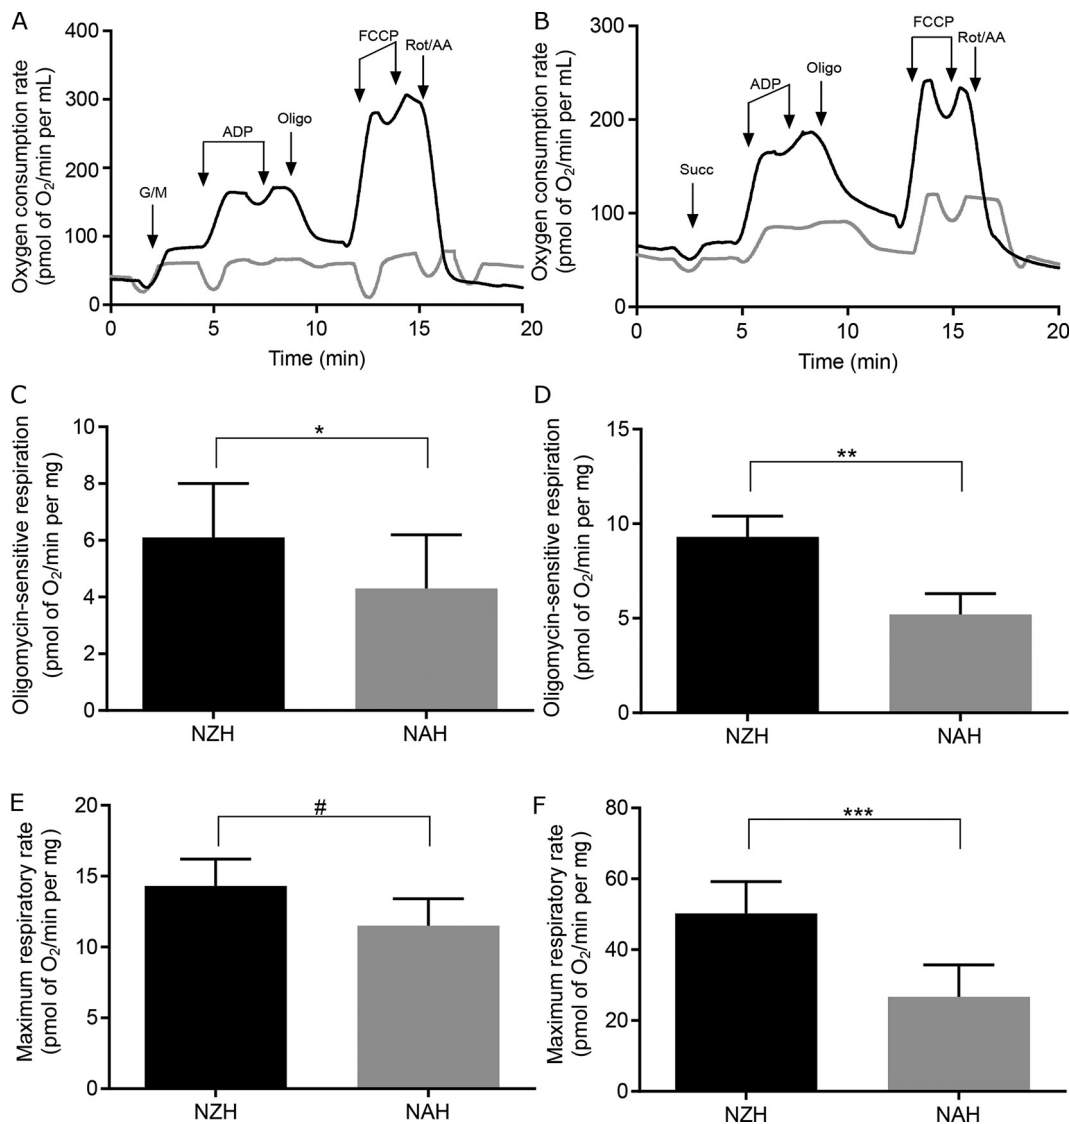 A
Oxygen consumption rate
(pmol of O₂/min per mL)
400
300
200
100
0
G/M
ADP
Oligo
FCCP
Rot/AA
0 5 10 15 20
Time (min)
B
Oxygen consumption rate
(pmol of O₂/min per mL)
300
200
100
0
Succ
ADP
Oligo
FCCP
Rot/AA
0 5 10 15 20
Time (min)
C
Oligomycin-sensitive respiration
(pmol of O₂/min per mg)
10
8
6
4
2
0
*
NZH NAH
D
Oligomycin-sensitive respiration
(pmol of O₂/min per mg)
15
10
5
0
**
NZH NAH
E
Maximum respiratory rate
(pmol of O₂/min per mg)
20
15
10
5
0
#
NZH NAH
F
Maximum respiratory rate
(pmol of O₂/min per mg)
80
60
40
20
0
***
NZH NAH